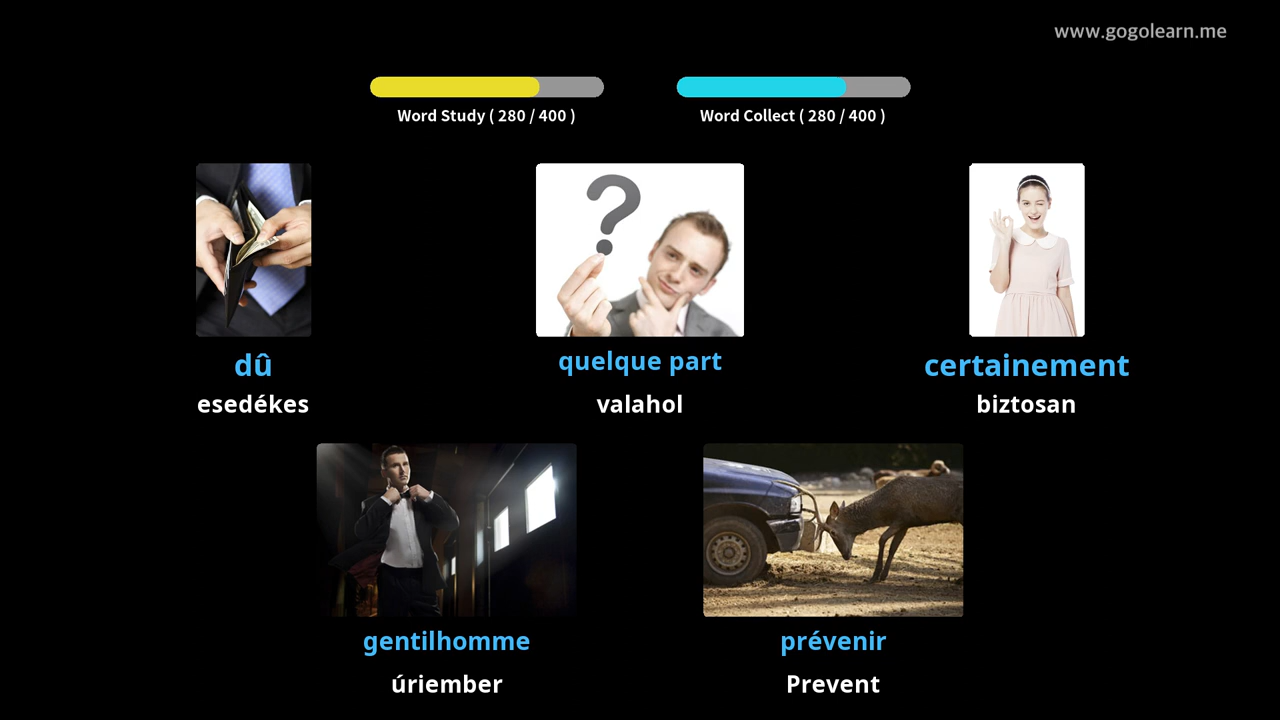 www.gogolearn.me
Word Study ( 280 / 400 )
Word Collect ( 280 / 400 )
dû
quelque part
certainement
esedékes
valahol
biztosan
gentilhomme
prévenir
úriember
Prevent